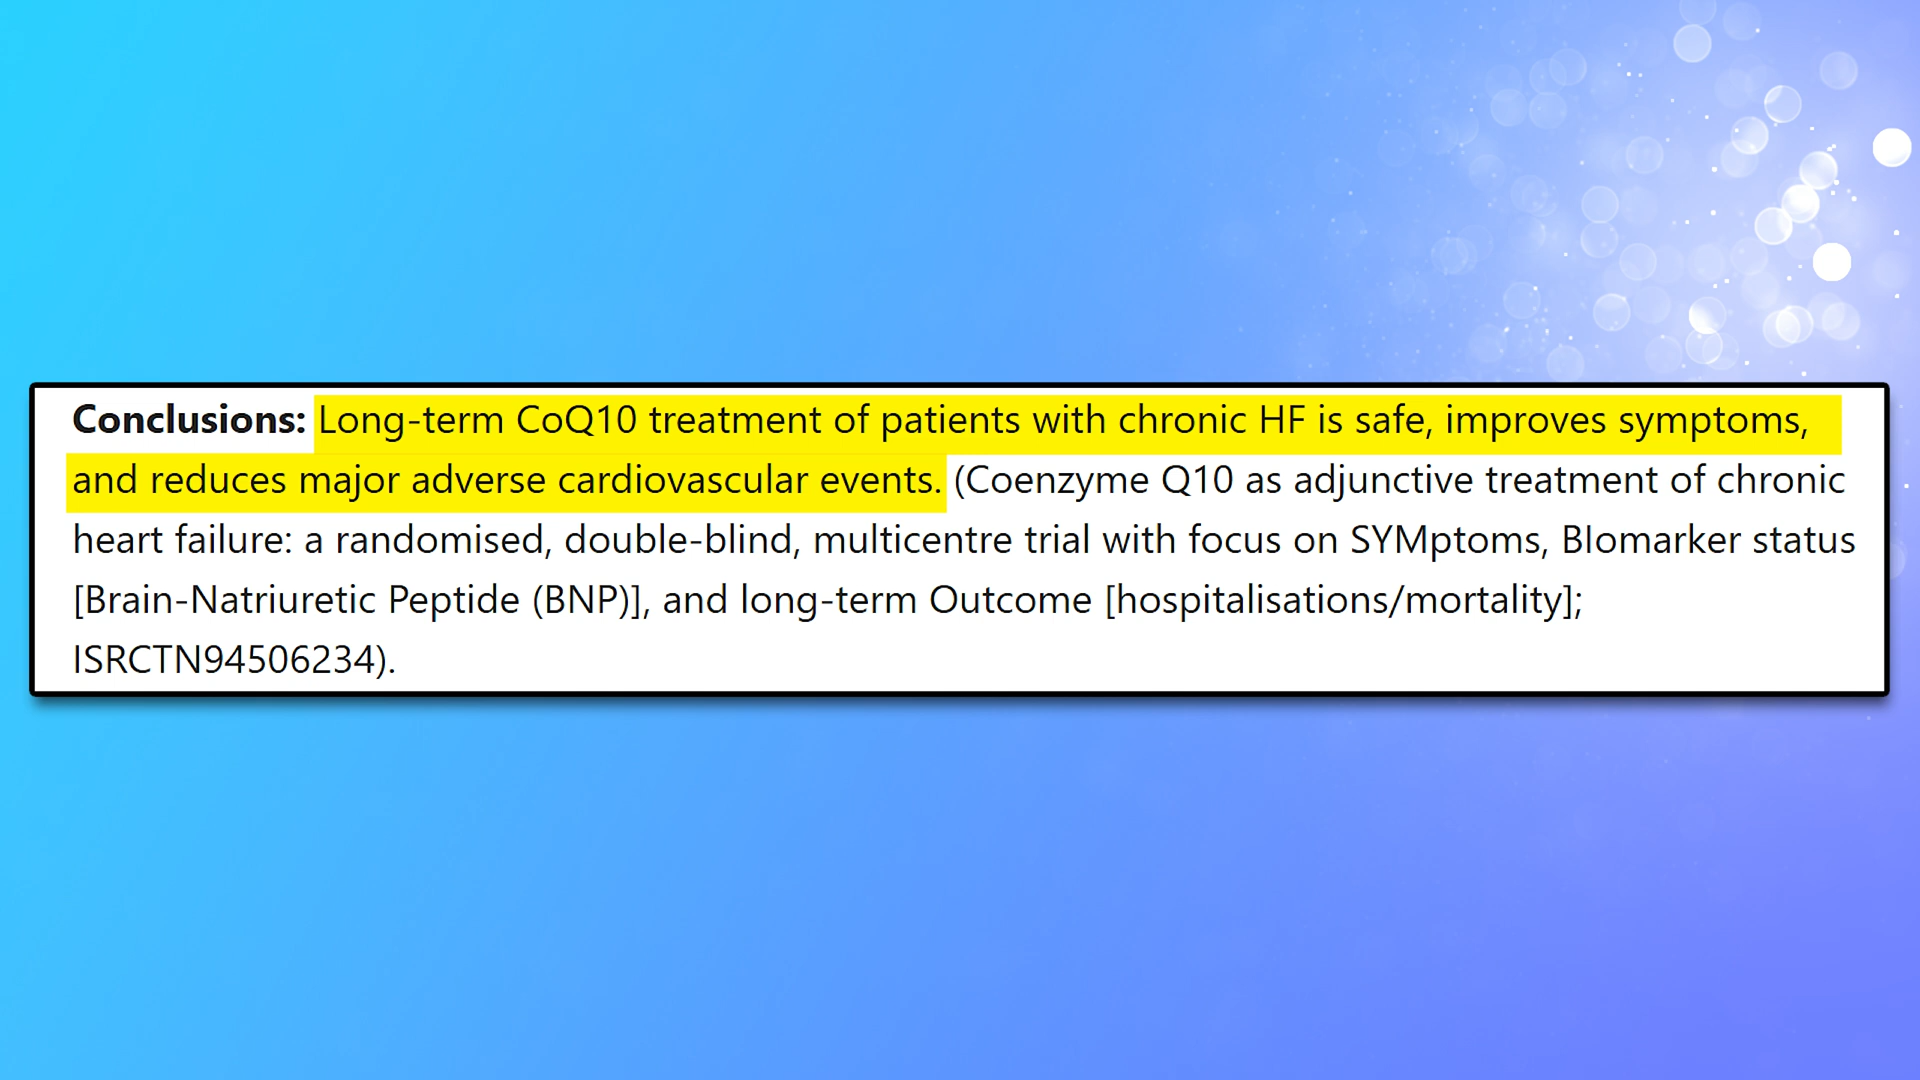 Conclusions: Long-term CoQ10 treatment of patients with chronic HF is safe, improves symptoms,
and reduces major adverse cardiovascular events. (Coenzyme Q10 as adjunctive treatment of chronic
heart failure: a randomised, double-blind, multicentre trial with focus on SYMptoms, BIomarker status
[Brain-Natriuretic Peptide (BNP)], and long-term Outcome [hospitalisations/mortality];
ISRCTN94506234).